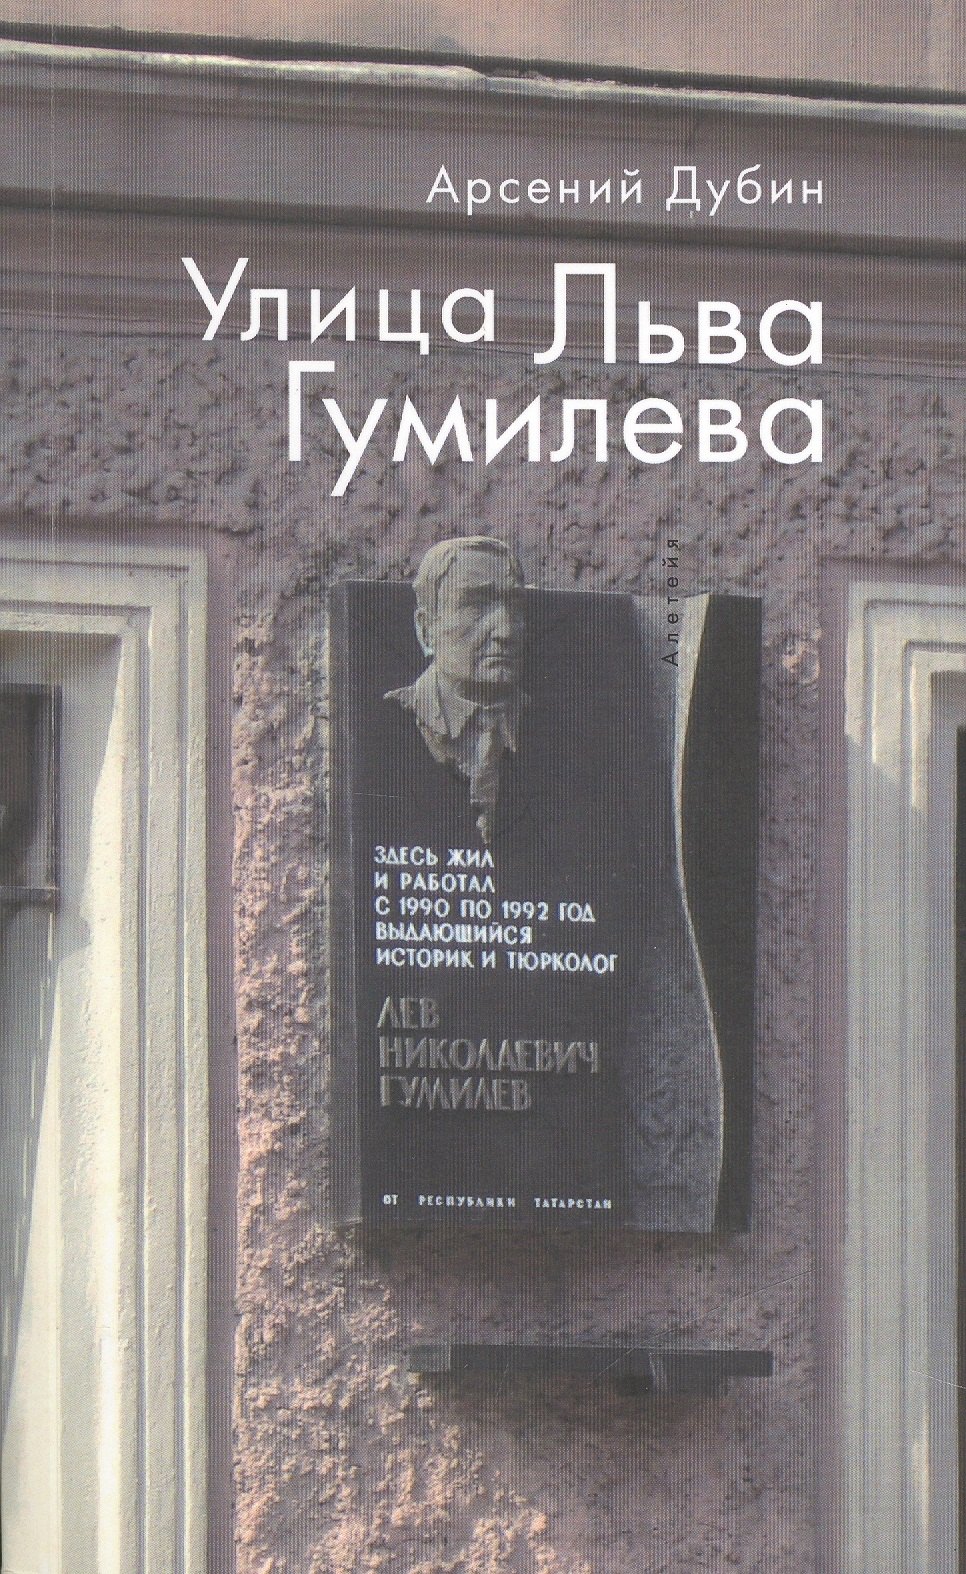 Арсений Дубин
Улица Льва
Гумилева
Алетейя
ЗДЕСЬ ЖИЛ
И РАБОТАЛ
С 1990 ПО 1992 ГОД
ВЫДАЮЩИЙСЯ
ИСТОРИК И ТЮРКОЛОГ
ЛЕВ
НИКОЛАЕВИЧ
ГУМИЛЕВ
ОТ РЕСПУБЛИКИ ТАТАРСТАН